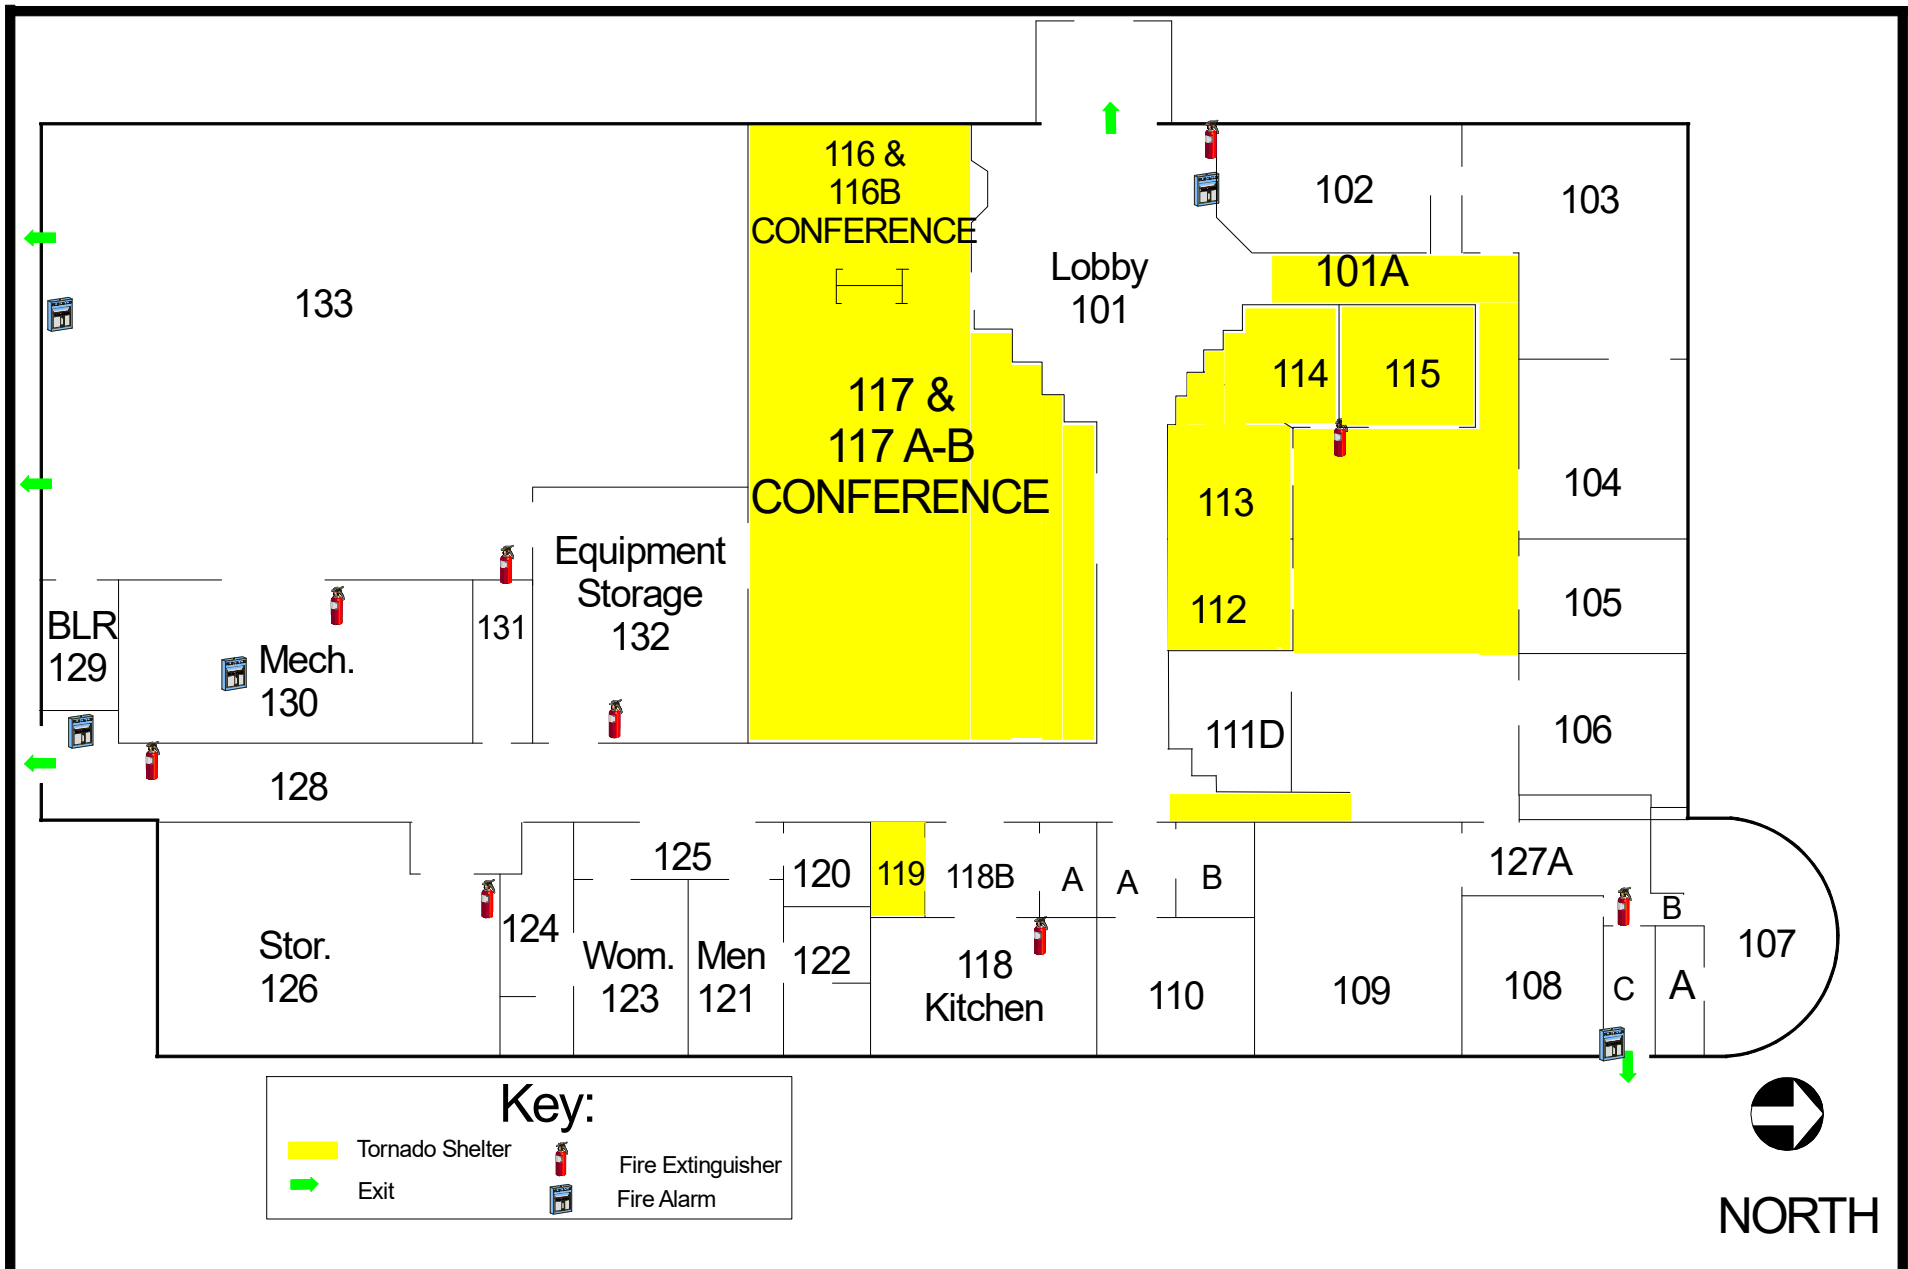 116 &
116B
CONFERENCE
102
103
Lobby
101
101A
133
114
115
117 &
117 A-B
CONFERENCE
113
104
Equipment
Storage
132
112
105
BLR
129
131
Mech.
130
111D
106
128
125
120
119
118B
A
A
B
127A
124
B
107
Stor.
126
Wom.
123
Men
121
122
118
Kitchen
110
109
108
C
A
Key:
Tornado Shelter
Fire Extinguisher
Exit
Fire Alarm
NORTH